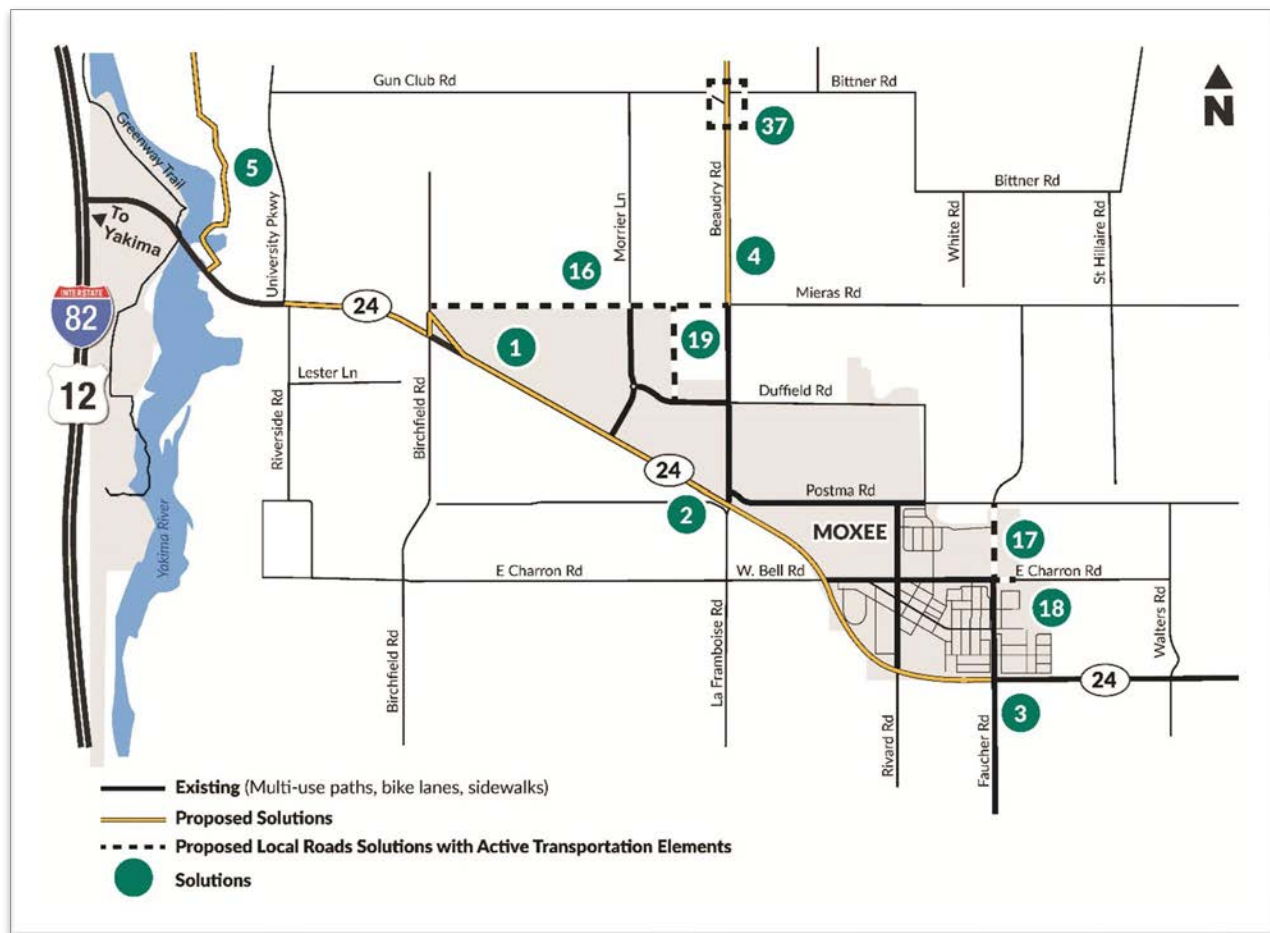 Gun Club Rd
Bittner Rd
N
37
Greenway Trail
5
Bittner Rd
To
Yakima
University Pkwy
Morrier Ln
Beaudry Rd
White Rd
St Hillaire Rd
16
4
Mieras Rd
INTERSTATE
82
24
1
19
12
Lester Ln
Duffield Rd
Riverside Rd
Birchfield Rd
24
Postma Rd
2
MOXEE
Yakima River
17
E Charron Rd
W. Bell Rd
E Charron Rd
18
Birchfield Rd
La Framboise Rd
Walters Rd
24
3
Rivard Rd
Faucher Rd
Existing (Multi-use paths, bike lanes, sidewalks)
Proposed Solutions
Proposed Local Roads Solutions with Active Transportation Elements
Solutions